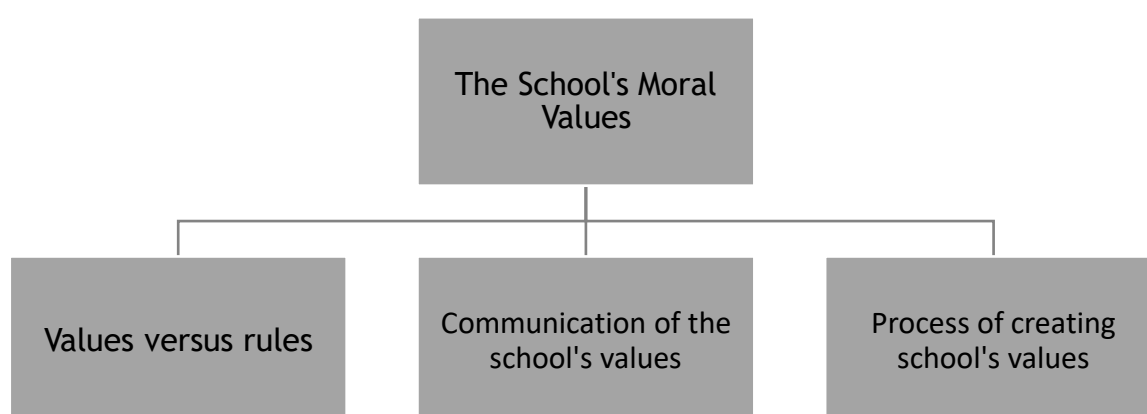 The School's Moral
Values
Values versus rules
Communication of the
school's values
Process of creating
school's values